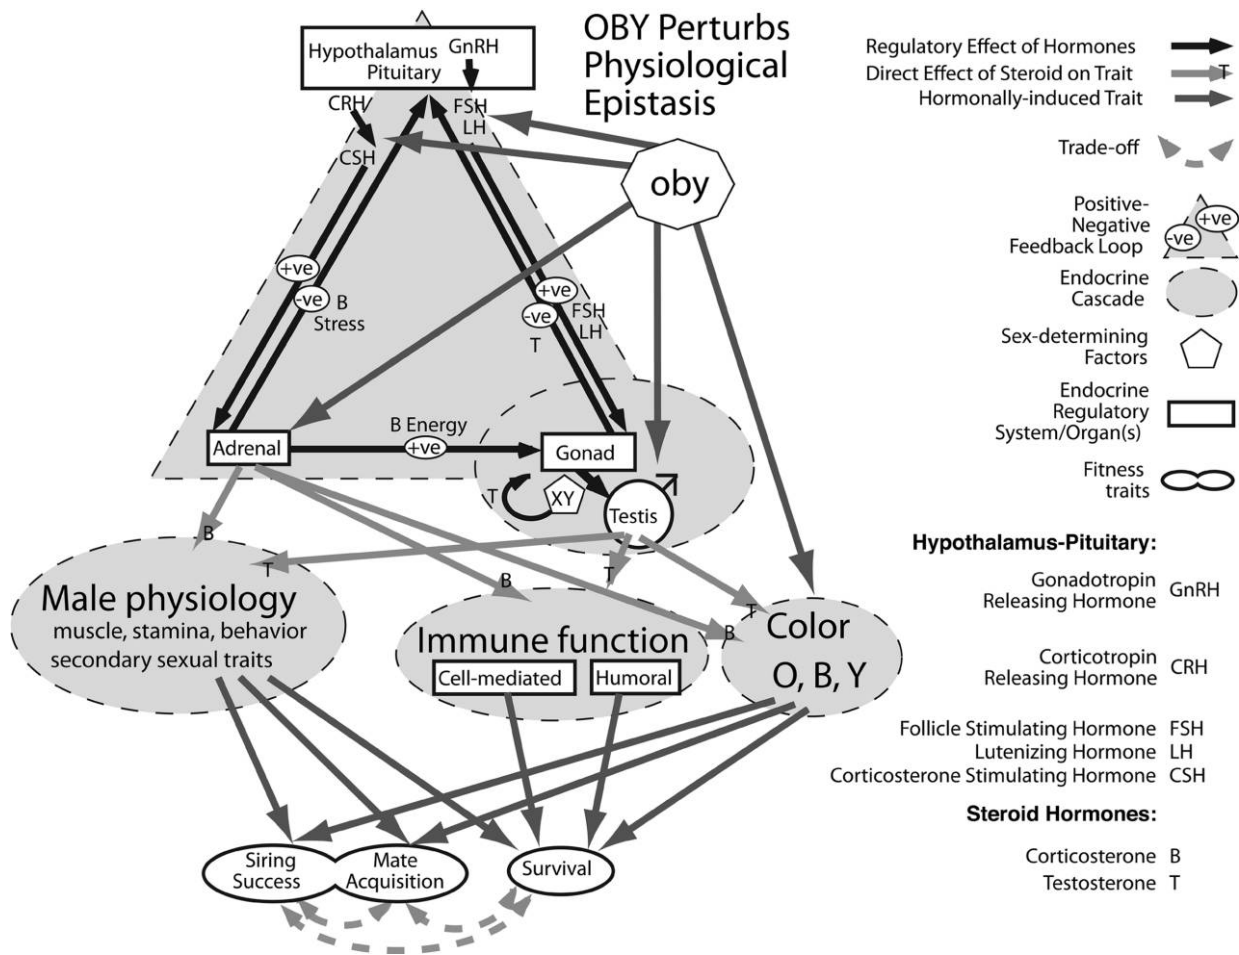 OBY Perturbs
Physiological
Epistasis
Hypothalamus GnRH
Pituitary
CRH
FSH
LH
CSH
oby
+ve
-ve B
Stress
+ve
-ve
FSH
LH
T
Adrenal
B Energy
+ve
Gonad
T
XY
♂
Testis
B
T
B
T
T
B
Male physiology
muscle, stamina, behavior
secondary sexual traits
Immune function
Cell-mediated
Humoral
Color
O, B, Y
Siring
Success
Mate
Acquisition
Survival
Regulatory Effect of Hormones
Direct Effect of Steroid on Trait T
Hormonally-induced Trait
Trade-off
Positive-
Negative
Feedback Loop
+ve
-ve
Endocrine
Cascade
Sex-determining
Factors
Endocrine
Regulatory
System/Organ(s)
Fitness
traits
Hypothalamus-Pituitary:
Gonadotropin
Releasing Hormone GnRH
Corticotropin
Releasing Hormone CRH
Follicle Stimulating Hormone FSH
Lutenizing Hormone LH
Corticosterone Stimulating Hormone CSH
Steroid Hormones:
Corticosterone B
Testosterone T